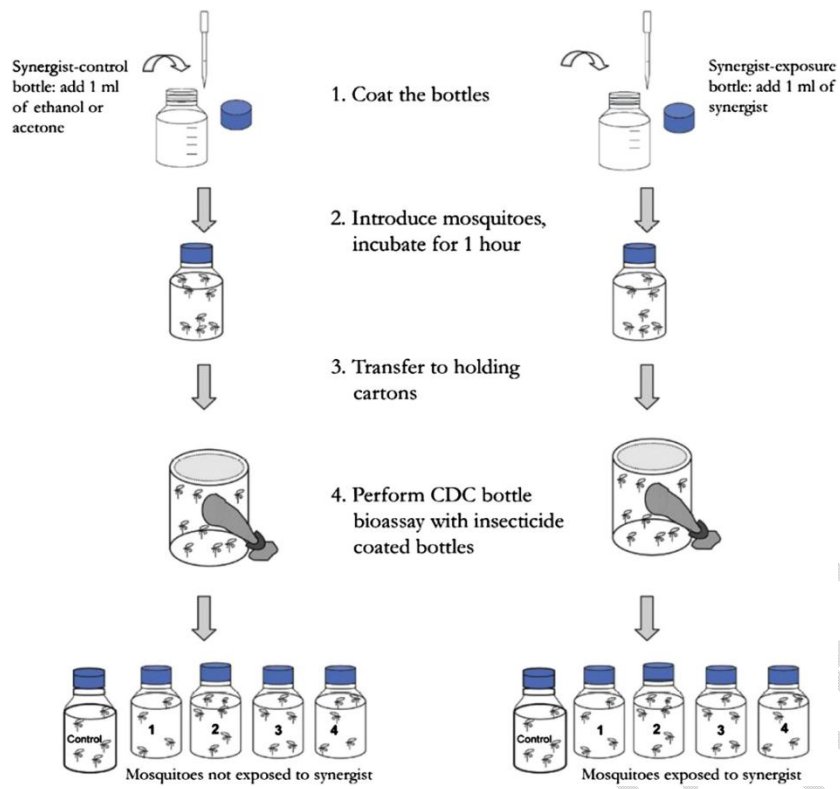 Synergist-control
bottle: add 1 ml
of ethanol or
acetone
1. Coat the bottles
Synergist-exposure
bottle: add 1 ml of
synergist
2. Introduce mosquitoes,
incubate for 1 hour
3. Transfer to holding
cartons
4. Perform CDC bottle
bioassay with insecticide
coated bottles
Control
1
2
3
4
Mosquitoes not exposed to synergist
Control
1
2
3
4
Mosquitoes exposed to synergist